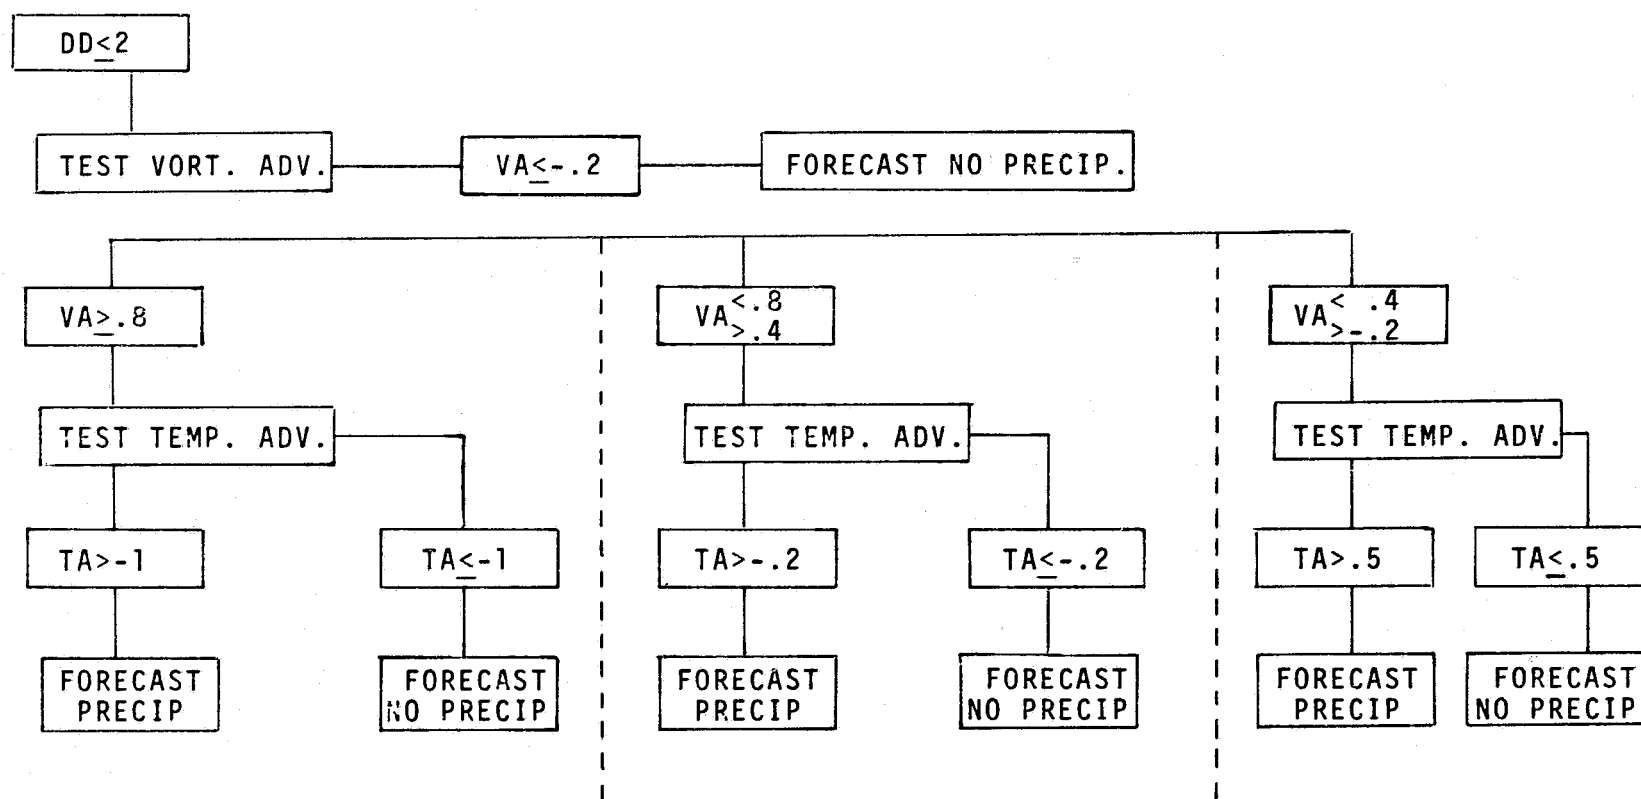 DD≤2
TEST VORT. ADV.
VA≤-.2
FORECAST NO PRECIP.
VA≥.8
VA<.8
>.4
VA< .4
>-.2
TEST TEMP. ADV.
TEST TEMP. ADV.
TEST TEMP. ADV.
TA>-1
TA≤-1
TA>-.2
TA≤-.2
TA>.5
TA≤.5
FORECAST
PRECIP
FORECAST
NO PRECIP
FORECAST
PRECIP
FORECAST
NO PRECIP
FORECAST
PRECIP
FORECAST
NO PRECIP